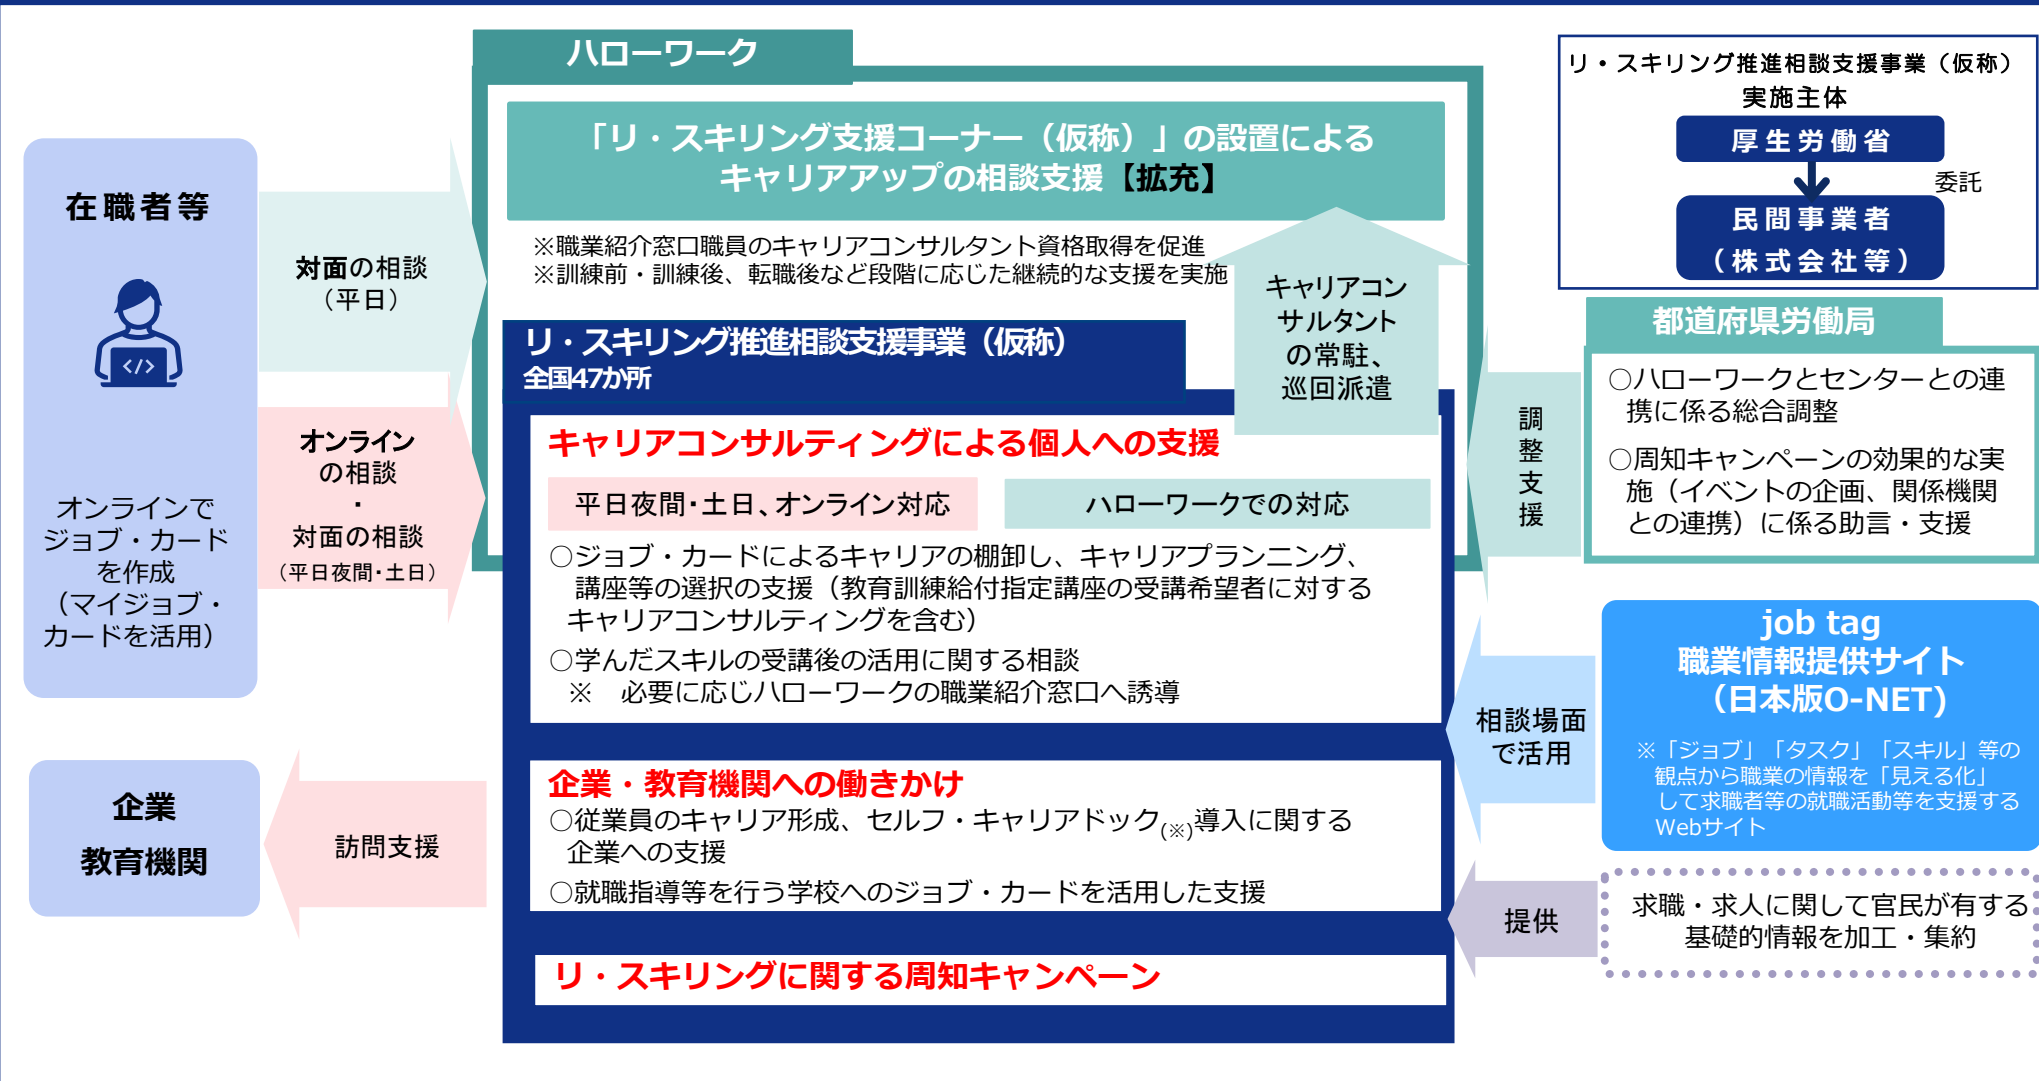 ハローワーク
「リ・スキリング支援コーナー（仮称）」の設置による
キャリアアップの相談支援【拡充】
※職業紹介窓口職員のキャリアコンサルタント資格取得を促進
※訓練前・訓練後、転職後など段階に応じた継続的な支援を実施
在職者等
</>
オンラインで
ジョブ・カード
を作成
（マイジョブ・
カードを活用）
対面の相談
（平日）
オンライン
の相談
・
対面の相談
（平日夜間・土日）
キャリアコン
サルタント
の常駐、
巡回派遣
リ・スキリング推進相談支援事業（仮称）
全国47か所
キャリアコンサルティングによる個人への支援
平日夜間・土日、オンライン対応
ハローワークでの対応
○ジョブ・カードによるキャリアの棚卸し、キャリアプランニング、
講座等の選択の支援（教育訓練給付指定講座の受講希望者に対する
キャリアコンサルティングを含む）
○学んだスキルの受講後の活用に関する相談
※　必要に応じハローワークの職業紹介窓口へ誘導
企業・教育機関への働きかけ
○従業員のキャリア形成、セルフ・キャリアドック(※)導入に関する
企業への支援
○就職指導等を行う学校へのジョブ・カードを活用した支援
リ・スキリングに関する周知キャンペーン
企業
教育機関
訪問支援
リ・スキリング推進相談支援事業（仮称）
実施主体
厚生労働省
委託
民間事業者
（株式会社等）
都道府県労働局
○ハローワークとセンターとの連
携に係る総合調整
○周知キャンペーンの効果的な実
施（イベントの企画、関係機関
との連携）に係る助言・支援
調
整
支
援
job tag
職業情報提供サイト
（日本版O-NET)
※「ジョブ」「タスク」「スキル」等の
観点から職業の情報を「見える化」
して求職者等の就職活動等を支援する
Webサイト
相談場面
で活用
求職・求人に関して官民が有する
基礎的情報を加工・集約
提供